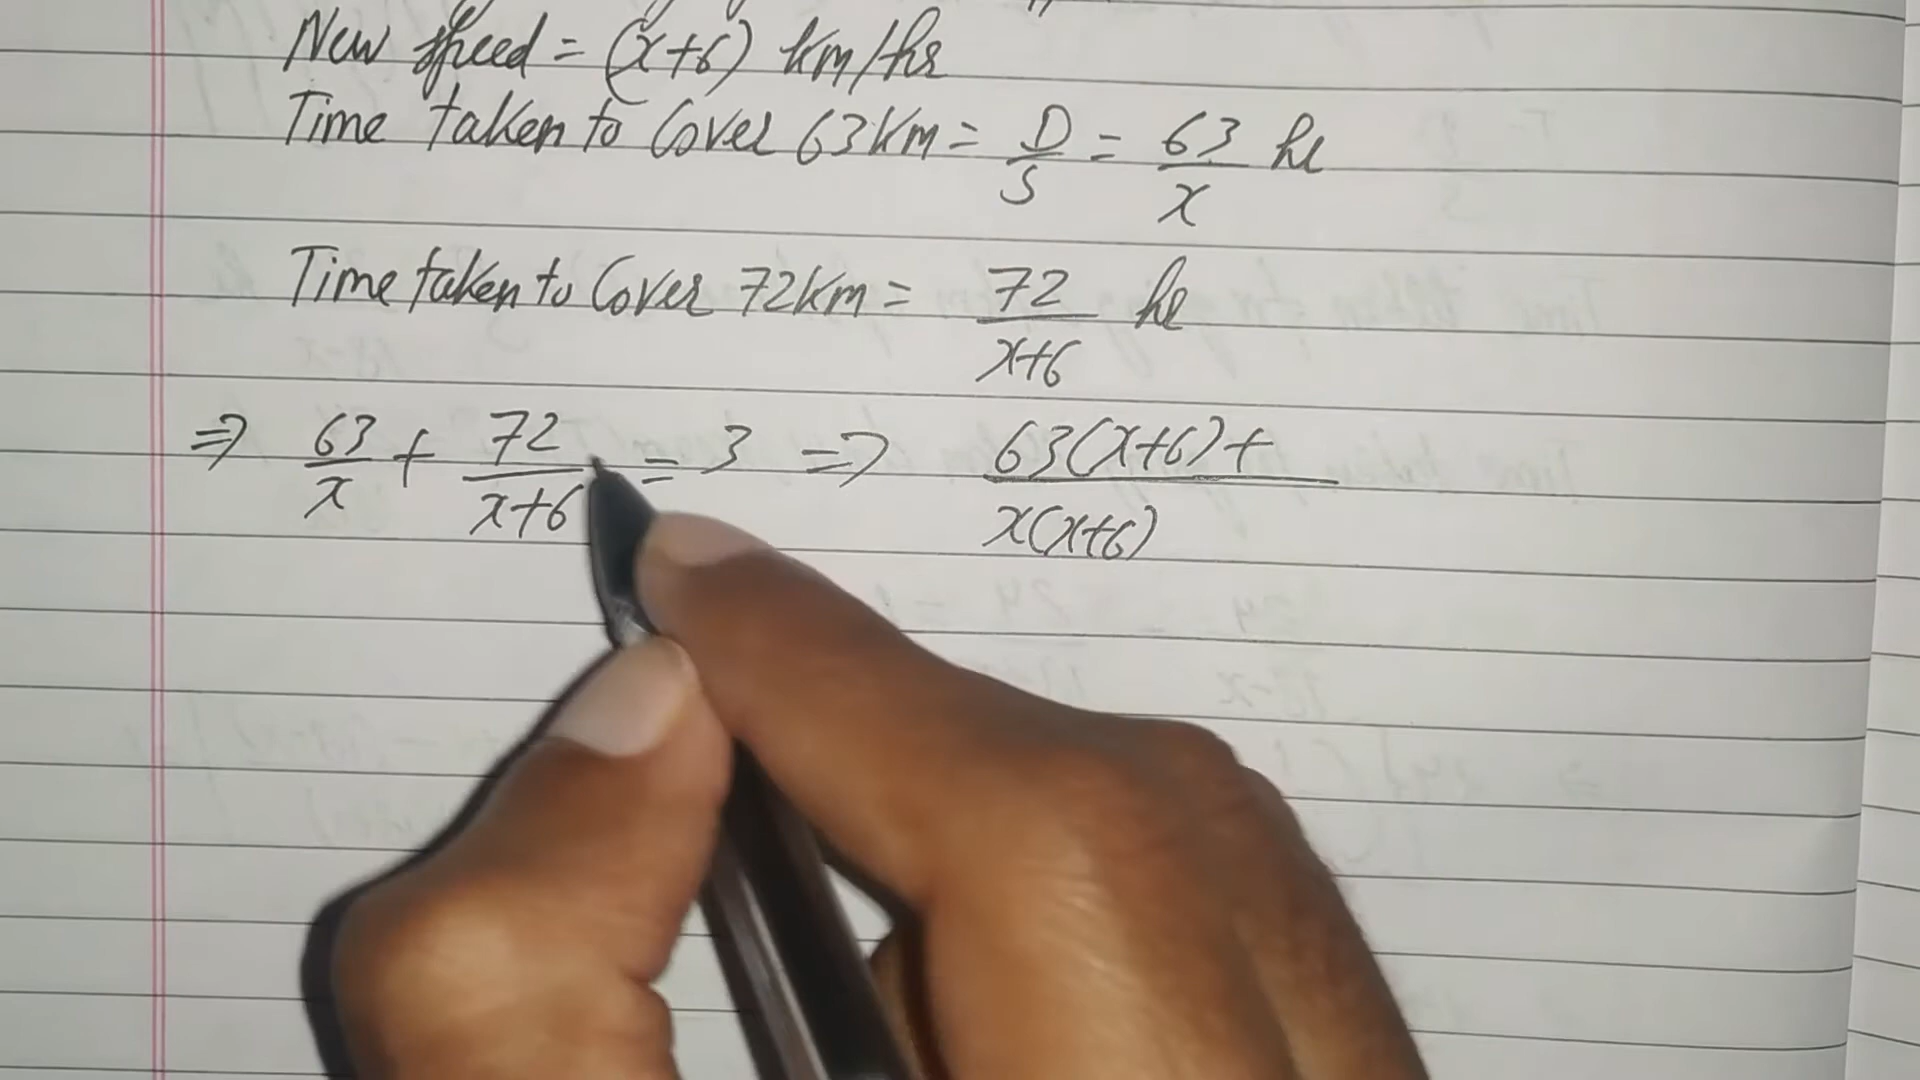 New speed = (x+6) km/hr
Time taken to Cover 63 Km = D/S = 63/x hr
Time taken to Cover 72 Km = 72/x+6 hr
⇒ 63/x + 72/x+6 = 3 ⇒ 63(x+6)+/x(x+6)